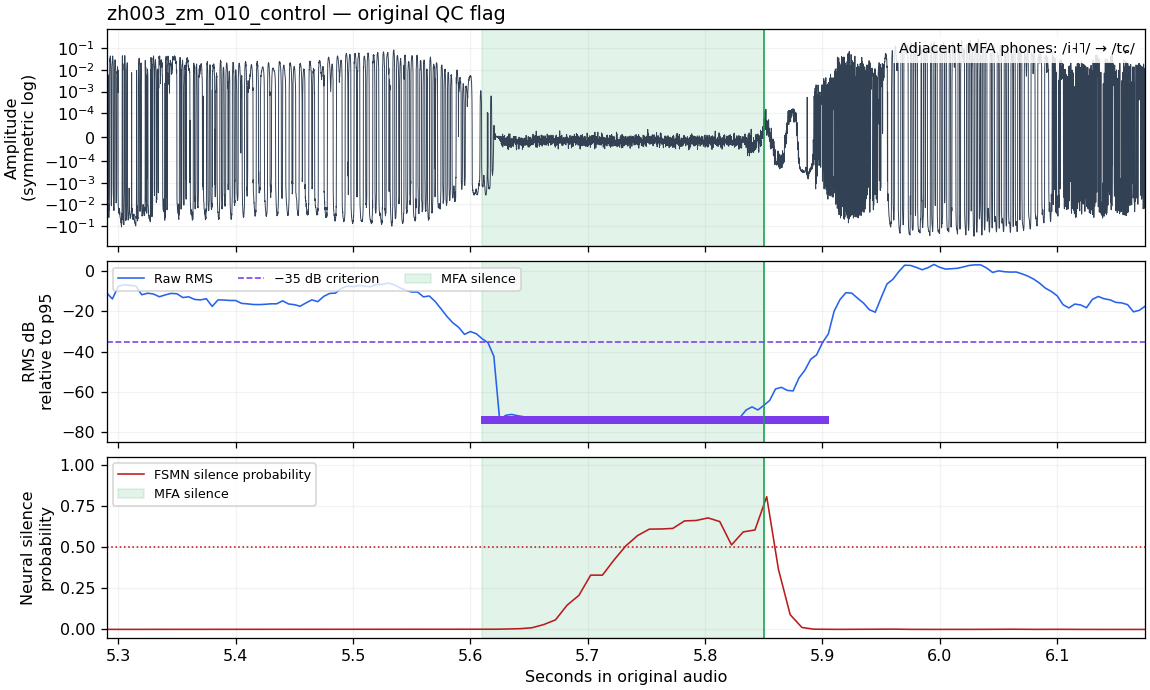 zh003_zm_010_control — original QC flag
Adjacent MFA phones: /i˧˥/ → /tɕ/
Amplitude
(symmetric log)
10⁻¹
10⁻²
10⁻³
10⁻⁴
0
−10⁻⁴
−10⁻³
−10⁻²
−10⁻¹
Raw RMS
−35 dB criterion
MFA silence
RMS dB
relative to p95
0
−20
−40
−60
−80
FSMN silence probability
MFA silence
Neural silence
probability
1.00
0.75
0.50
0.25
0.00
5.3 5.4 5.5 5.6 5.7 5.8 5.9 6.0 6.1
Seconds in original audio